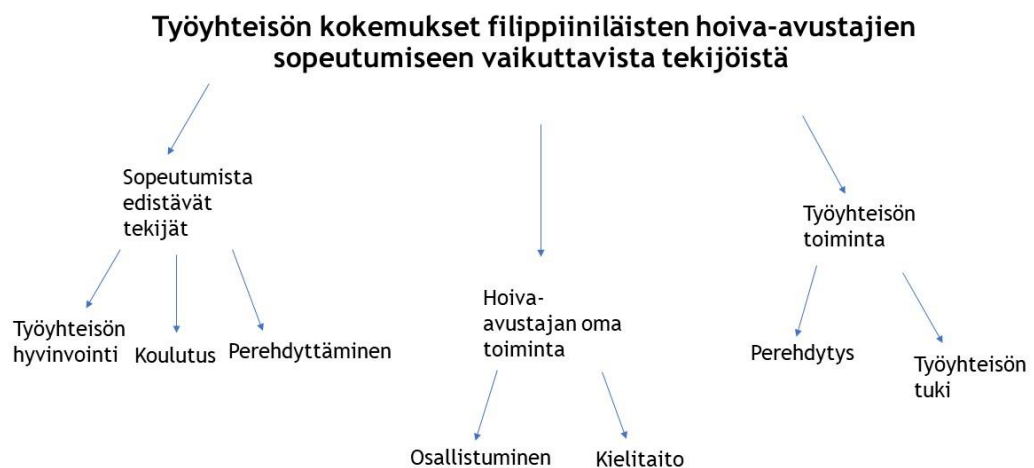 Työyhteisön kokemukset filippiiniläisten hoiva-avustajien
sopeutumiseen vaikuttavista tekijöistä
Sopeutumista
edistävät
tekijät
Työyhteisön
hyvinvointi
Koulutus
Perehdyttäminen
Hoiva-
avustajan oma
toiminta
Osallistuminen
Kielitaito
Työyhteisön
toiminta
Perehdytys
Työyhteisön
tuki